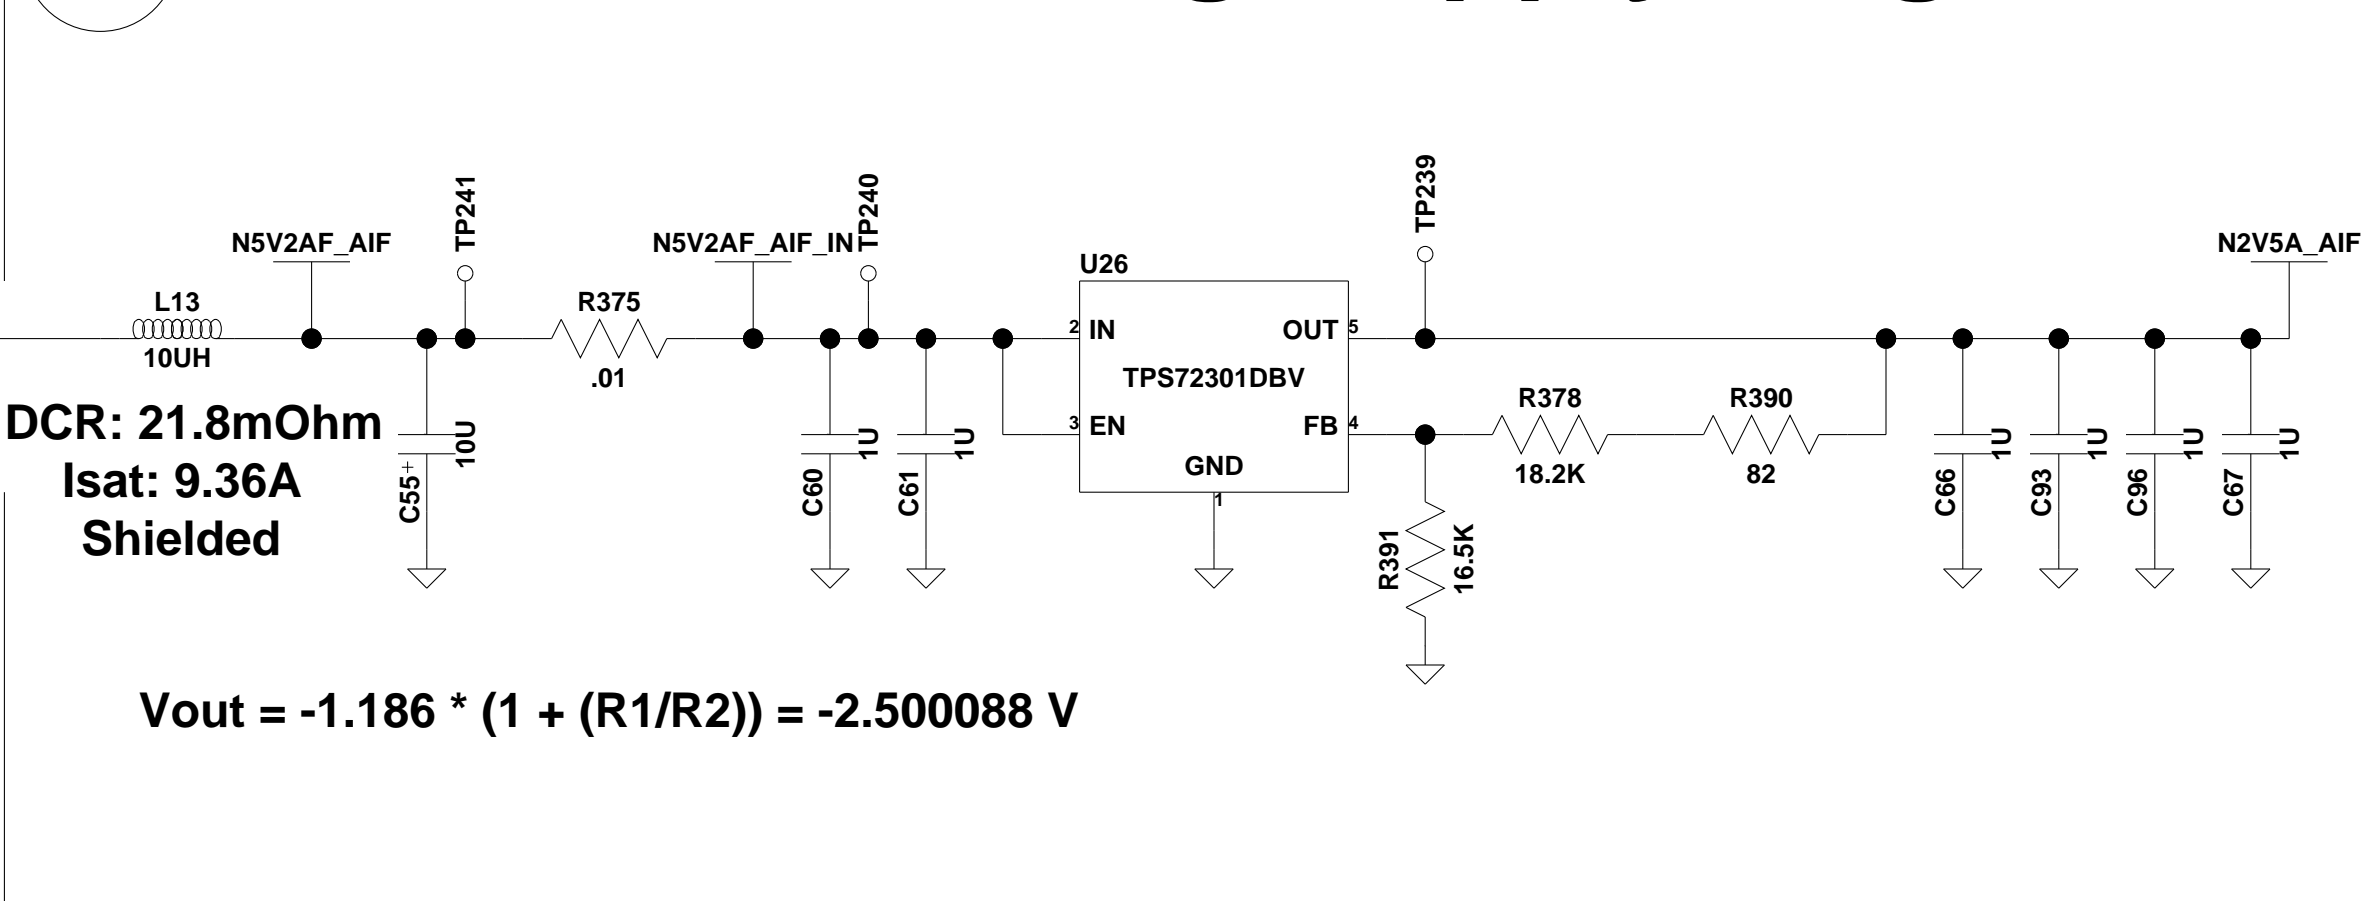 TP239
TP241
TP240
N5V2AF_AIF
N5V2AF_AIF_IN
N2V5A_AIF
U26
L13
R375
2
IN
OUT
5
10UH
.01
TPS72301DBV
R378
R390
DCR: 21.8mOhm
10U
1U
1U
3
EN
FB
4
1U
1U
1U
1U
Isat: 9.36A
C55
+
C60
C61
GND
1
18.2K
82
C66
C93
C96
C67
Shielded
R391
16.5K
Vout = -1.186 * (1 + (R1/R2)) = -2.500088 V